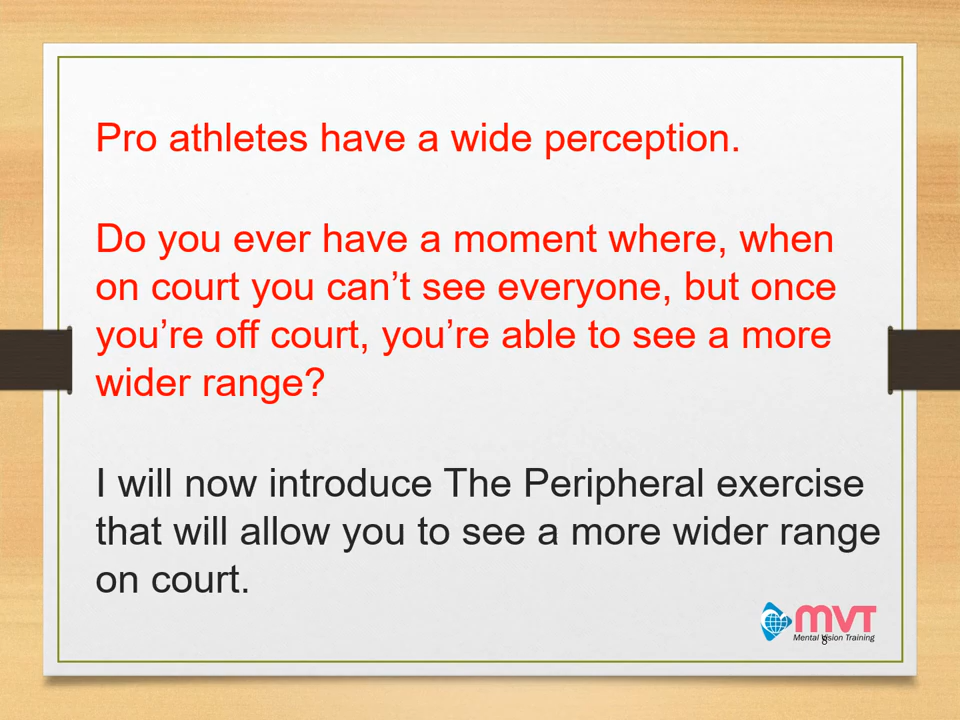 Pro athletes have a wide perception.
Do you ever have a moment where, when
on court you can’t see everyone, but once
you’re off court, you’re able to see a more
wider range?
I will now introduce The Peripheral exercise
that will allow you to see a more wider range
on court.
MVT
Mental Vision Training
8